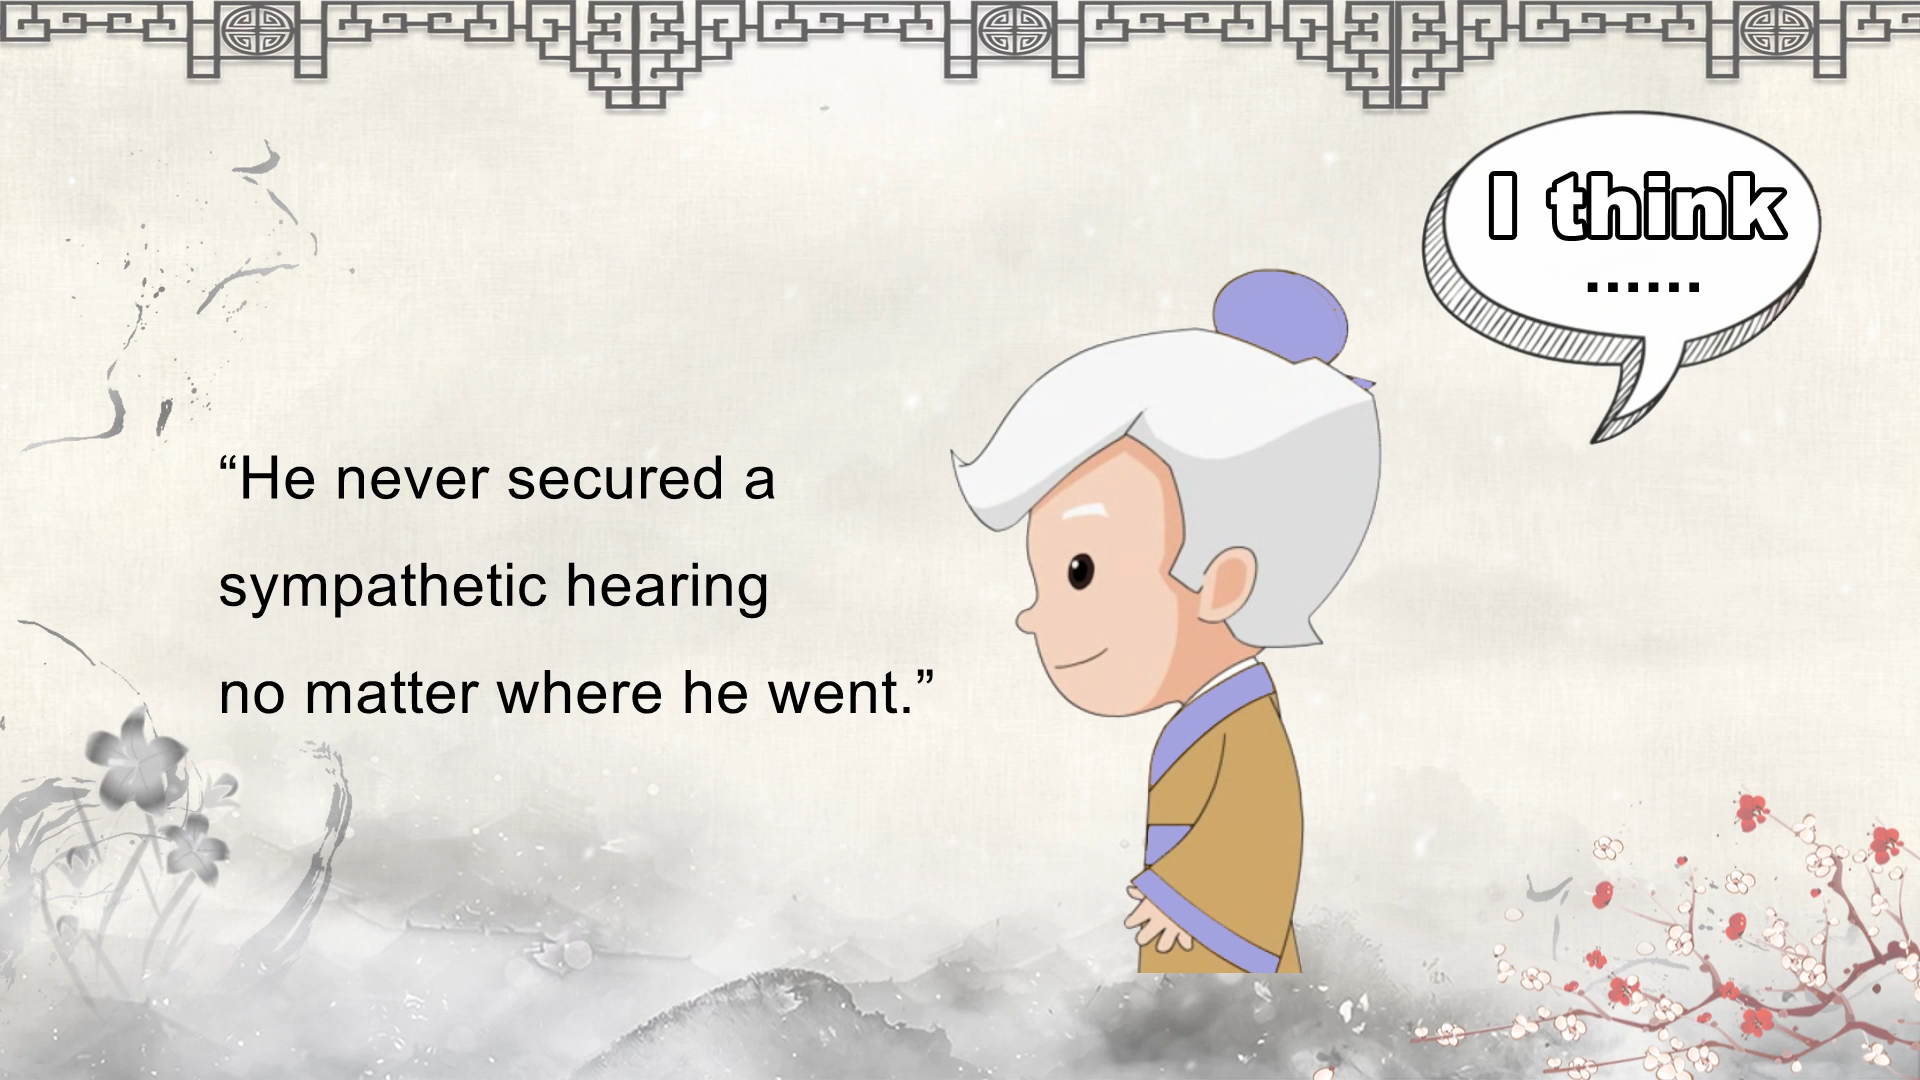 I think
......
“He never secured a
sympathetic hearing
no matter where he went.”